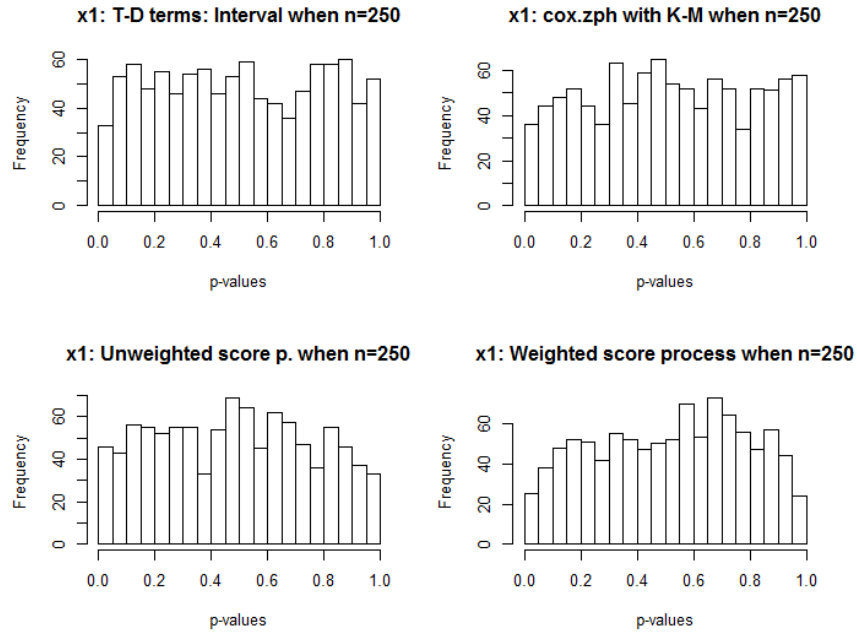 x1: T-D terms: Interval when n=250
Frequency
0 20 40 60
0.0 0.2 0.4 0.6 0.8 1.0
p-values
x1: cox.zph with K-M when n=250
Frequency
0 20 40 60
0.0 0.2 0.4 0.6 0.8 1.0
p-values
x1: Unweighted score p. when n=250
Frequency
0 20 40 60
0.0 0.2 0.4 0.6 0.8 1.0
p-values
x1: Weighted score process when n=250
Frequency
0 20 40 60
0.0 0.2 0.4 0.6 0.8 1.0
p-values